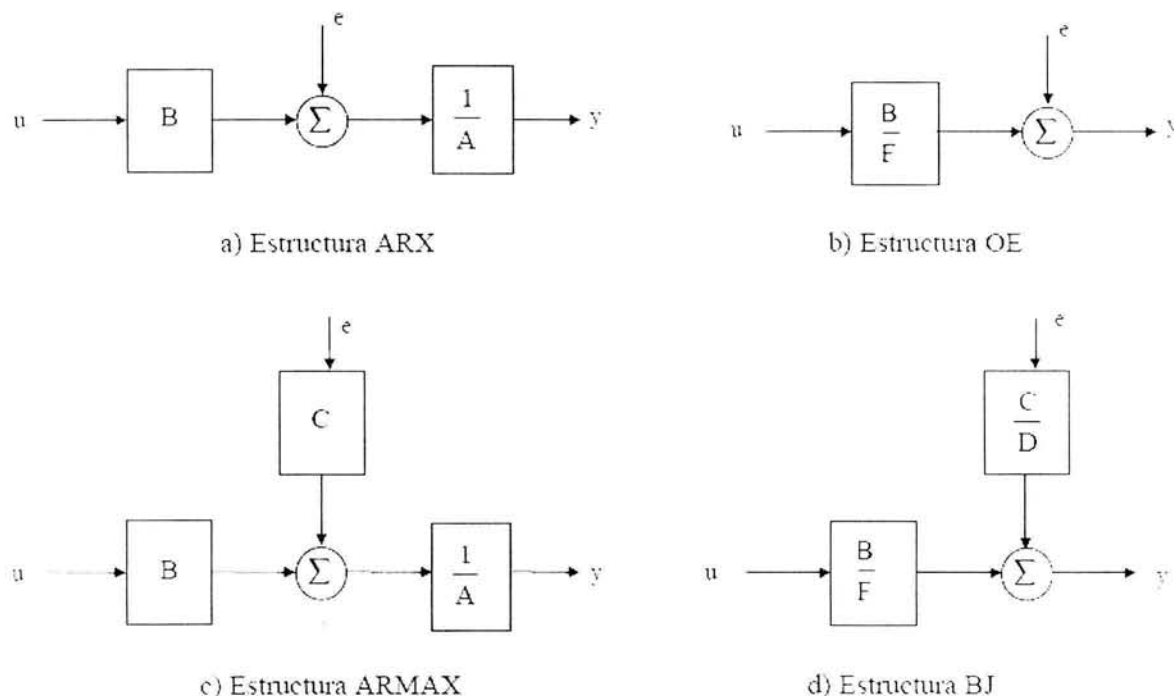 e
u B Σ 1/A y
a) Estructura ARX
e
u B/F Σ y
b) Estructura OE
e
C
u B Σ 1/A y
c) Estructura ARMAX
e
C/D
u B/F Σ y
d) Estructura BJ